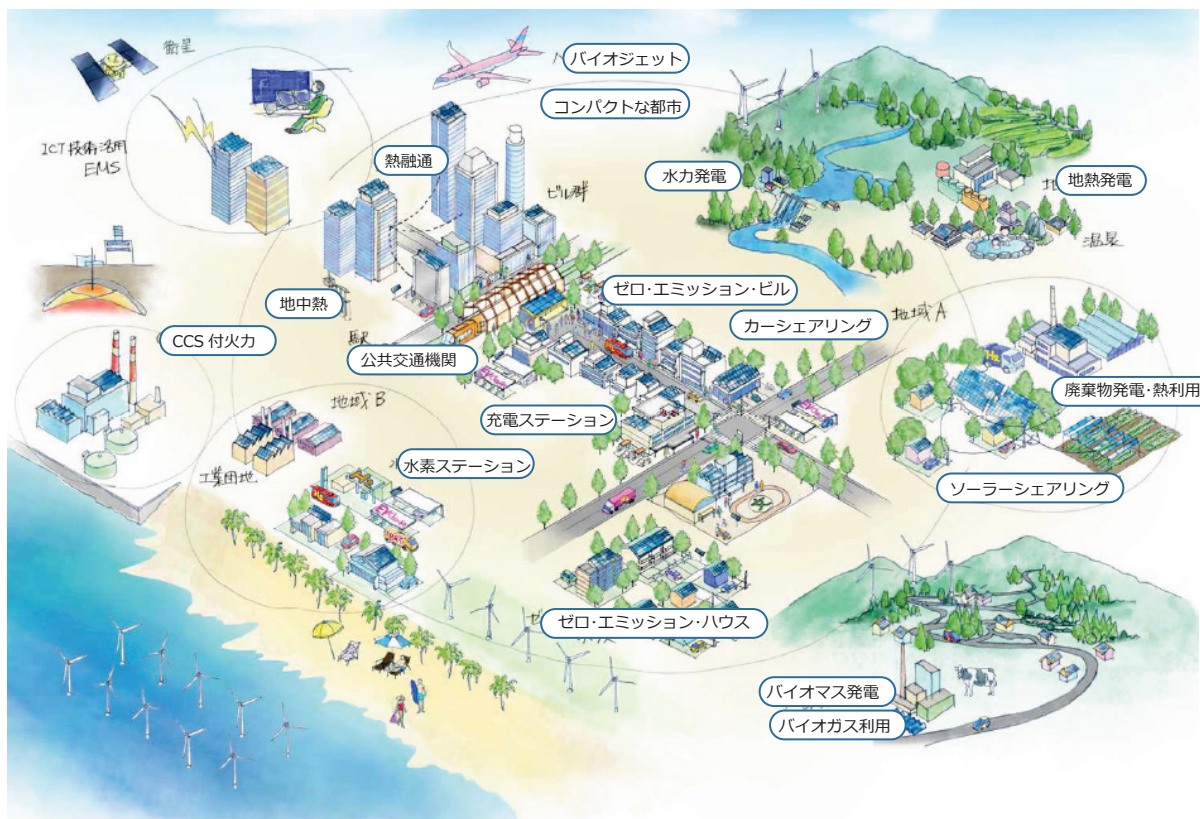 衛星
バイオジェット
コンパクトな都市
ICT技術活用
EMS
熱融通
ビル群
水力発電
地熱発電
温泉
地中熱
ゼロ・エミッション・ビル
カーシェアリング
地域A
CCS 付火力
駅
公共交通機関
H2
廃棄物発電・熱利用
地域B
充電ステーション
工業団地
水素ステーション
ソーラーシェアリング
ゼロ・エミッション・ハウス
バイオマス発電
バイオガス利用